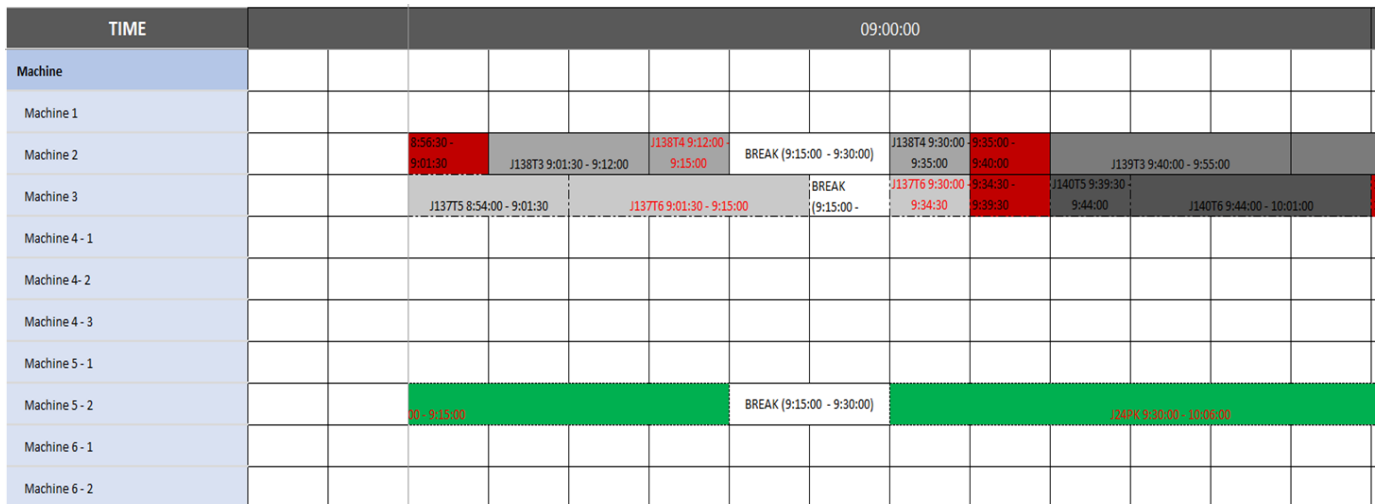 TIME 09:00:00
Machine
Machine 1
Machine 2
8:56:30 -
9:01:30
J138T3 9:01:30 - 9:12:00
J138T4 9:12:00 -
9:15:00
BREAK (9:15:00 - 9:30:00)
J138T4 9:30:00 -
9:35:00
9:35:00 -
9:40:00
J139T3 9:40:00 - 9:55:00
Machine 3
J137T5 8:54:00 - 9:01:30
J137T6 9:01:30 - 9:15:00
BREAK
(9:15:00 -
J137T6 9:30:00 -
9:34:30
9:34:30 -
9:39:30
J140T5 9:39:30 -
9:44:00
J140T6 9:44:00 - 10:01:00
Machine 4 - 1
Machine 4- 2
Machine 4 - 3
Machine 5 - 1
Machine 5 - 2
00 - 9:15:00
BREAK (9:15:00 - 9:30:00)
J24PK 9:30:00 - 10:06:00
Machine 6 - 1
Machine 6 - 2